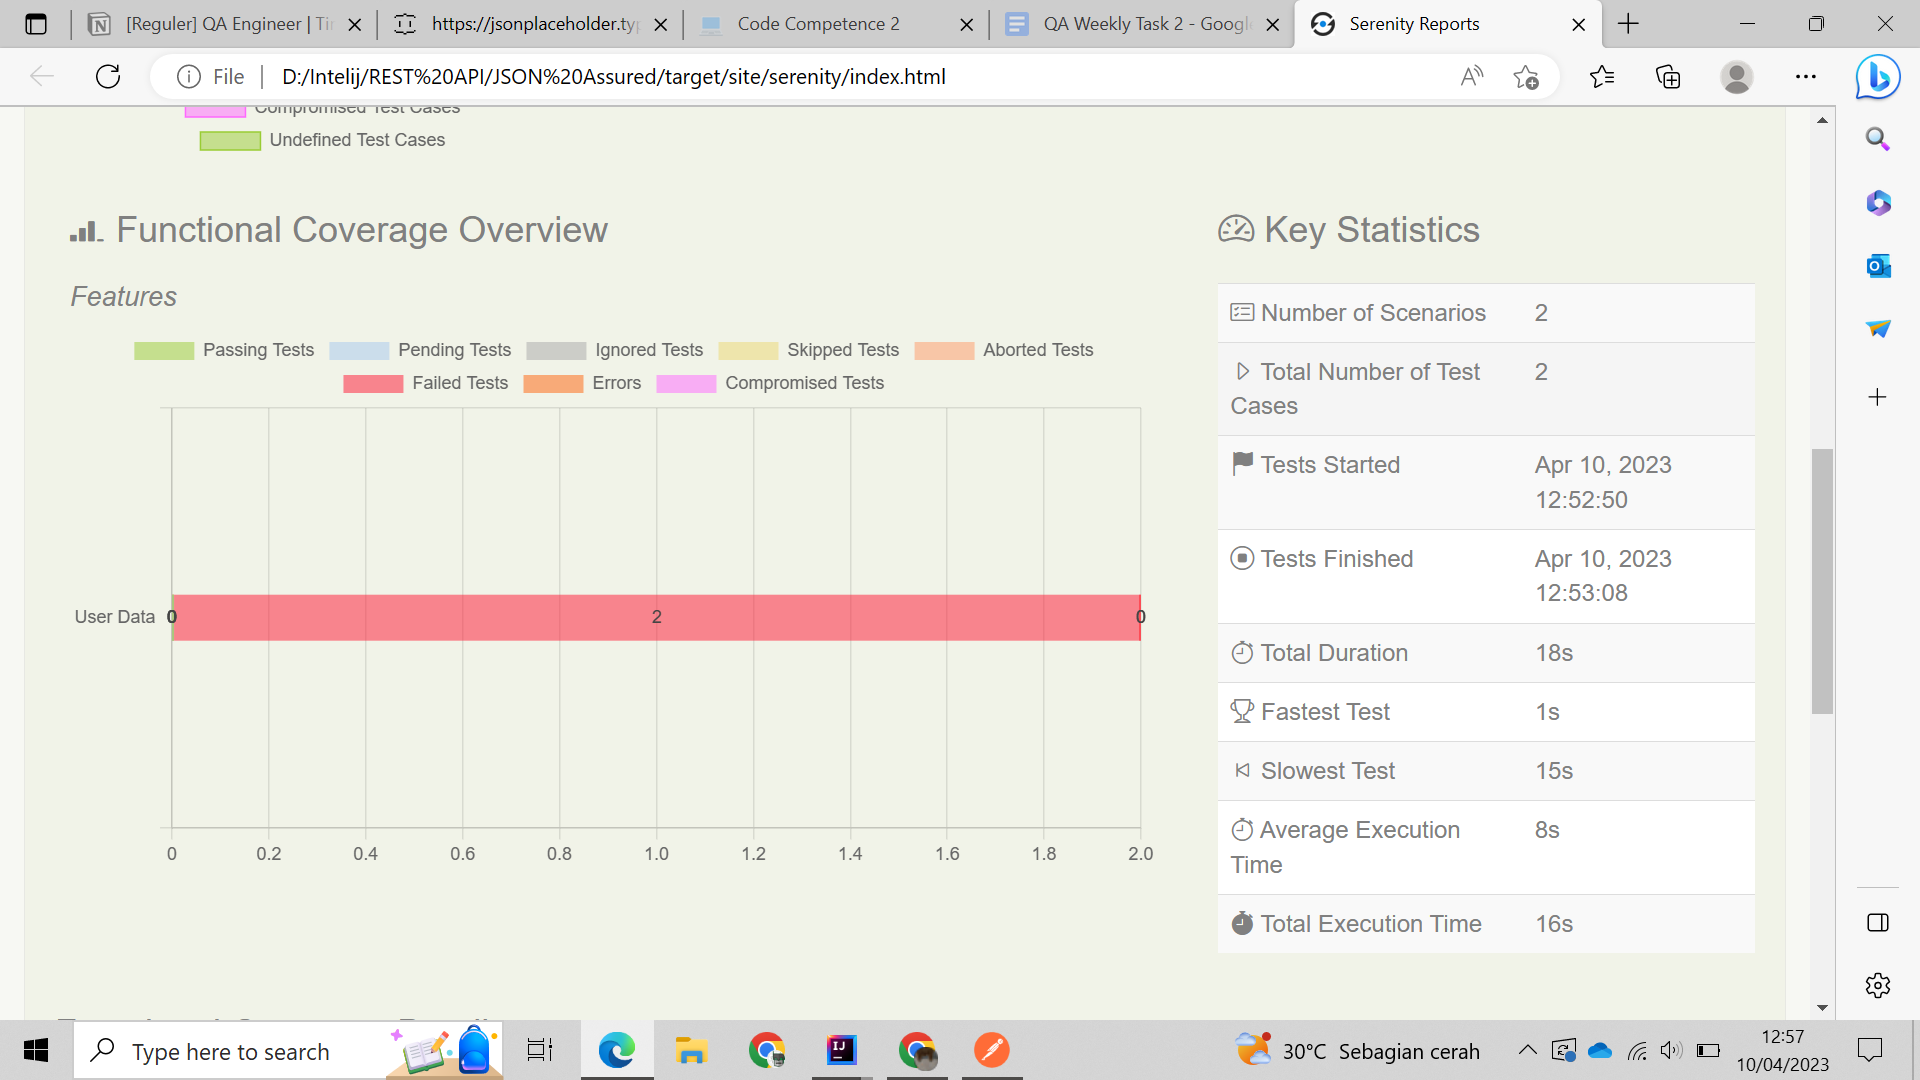 [Reguler] QA Engineer | Ti
https://jsonplaceholder.ty
Code Competence 2
QA Weekly Task 2 - Googl
Serenity Reports
File
D:/Intelij/REST%20API/JSON%20Assured/target/site/serenity/index.html
Compromised Test Cases
Undefined Test Cases
Functional Coverage Overview
Features
Passing Tests Pending Tests Ignored Tests Skipped Tests Aborted Tests
Failed Tests Errors Compromised Tests
User Data 0 2 0
0 0.2 0.4 0.6 0.8 1.0 1.2 1.4 1.6 1.8 2.0
Key Statistics
Number of Scenarios 2
Total Number of Test 2
Cases
Tests Started Apr 10, 2023
12:52:50
Tests Finished Apr 10, 2023
12:53:08
Total Duration 18s
Fastest Test 1s
Slowest Test 15s
Average Execution 8s
Time
Total Execution Time 16s
Type here to search
30°C Sebagian cerah
12:57
10/04/2023